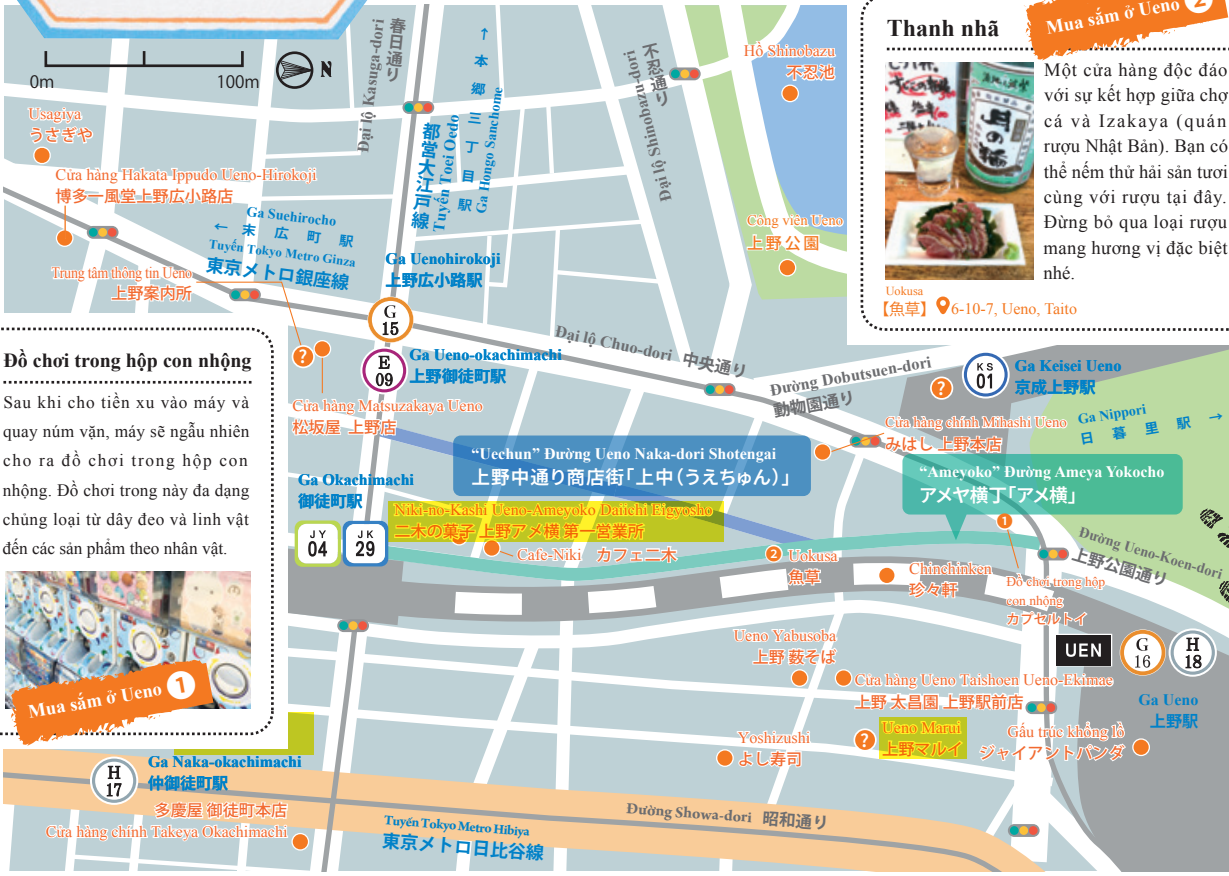 0m
100m
N
Usagiya
うさぎや
Cửa hàng Hakata Ippudo Ueno-Hirokoji
博多一風堂上野広小路店
Ga Suehirocho
← 末広町駅
Tuyến Tokyo Metro Ginza
東京メトロ銀座線
Trung tâm thông tin Ueno
上野案内所
Đại lộ Kasuga-dori
春日通り
都営大江戸線
Tuyến Toei Oedo
↑ 本郷三丁目駅
Ga Hongo Sanchome
不忍通り
Đại lộ Shinobazu-dori
Hồ Shinobazu
不忍池
Công viên Ueno
上野公園
Ga Uenohirokoji
上野広小路駅
G
15
E
09
Ga Ueno-okachimachi
上野御徒町駅
Cửa hàng Matsuzakaya Ueno
松坂屋 上野店
?
Đại lộ Chuo-dori 中央通り
Đường Dobutsuen-dori
動物園通り
?
KS
01
Ga Keisei Ueno
京成上野駅
Ga Nippori
日暮里駅 →
Cửa hàng chính Mihashi Ueno
みはし 上野本店
“Uechun” Đường Ueno Naka-dori Shotengai
上野中通り商店街「上中(うえちゅん)」
“Ameyoko” Đường Ameya Yokocho
アメヤ横丁「アメ横」
Ga Okachimachi
御徒町駅
JY
04
JK
29
Niki-no-Kashi Ueno-Ameyoko Daiichi Eigyosho
二木の菓子 上野アメ横 第一営業所
Cafe-Niki カフェ二木
2
Uokusa
魚草
Chinchinken
珍々軒
1
Đồ chơi trong hộp
con nhộng
カプセルトイ
Đường Ueno-Koen-dori
上野公園通り
UEN
G
16
H
18
Ga Ueno
上野駅
Ueno Yabusoba
上野 薮そば
Cửa hàng Ueno Taishoen Ueno-Ekimae
上野 太昌園 上野駅前店
Yoshizushi
よし寿司
?
Ueno Marui
上野マルイ
Gấu trúc khổng lồ
ジャイアントパンダ
H
17
Ga Naka-okachimachi
仲御徒町駅
多慶屋 御徒町本店
Cửa hàng chính Takeya Okachimachi
Tuyến Tokyo Metro Hibiya
東京メトロ日比谷線
Đường Showa-dori 昭和通り
Đồ chơi trong hộp con nhộng
Sau khi cho tiền xu vào máy và
quay núm vặn, máy sẽ ngẫu nhiên
cho ra đồ chơi trong hộp con
nhộng. Đồ chơi trong này đa dạng
chủng loại từ dây đeo và linh vật
đến các sản phẩm theo nhân vật.
Mua sắm ở Ueno 1
Mua sắm ở Ueno 2
Thanh nhã
Một cửa hàng độc đáo
với sự kết hợp giữa chợ
cá và Izakaya (quán
rượu Nhật Bản). Bạn có
thể nếm thử hải sản tươi
cùng với rượu tại đây.
Đừng bỏ qua loại rượu
mang hương vị đặc biệt
nhé.
Uokusa
【魚草】 6-10-7, Ueno, Taito